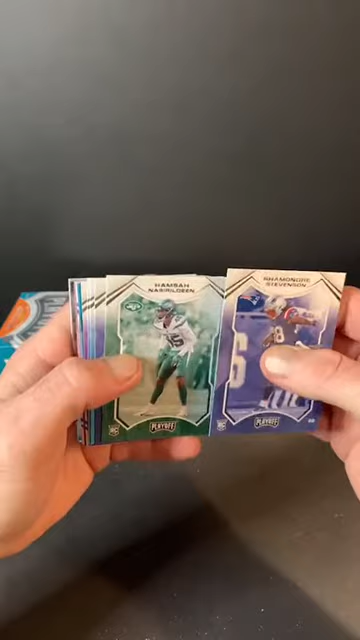 HAMSAH
NASIRILDEEN
RC
PLAYOFF
RHAMONDRE
STEVENSON
RC
PLAYOFF